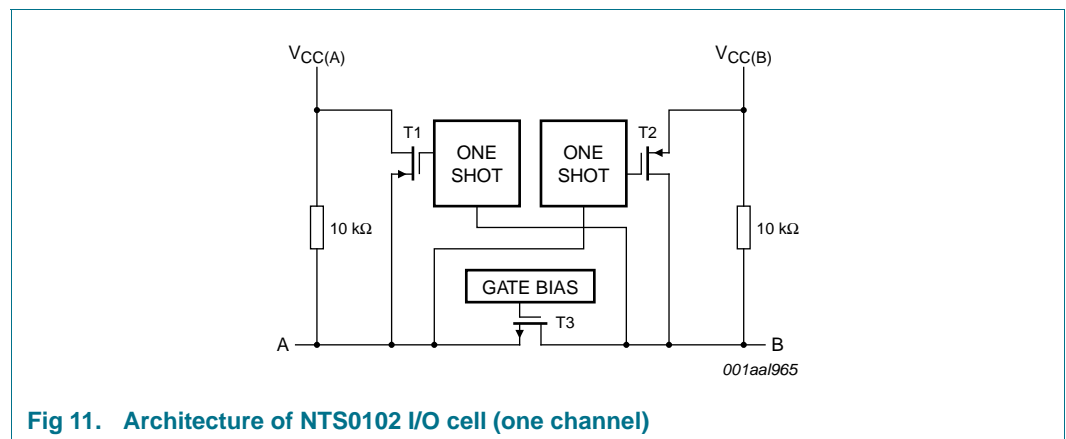 VCC(A)
VCC(B)
T1
ONE
SHOT
ONE
SHOT
T2
10 kΩ
10 kΩ
GATE BIAS
T3
A
B
001aal965
Fig 11. Architecture of NTS0102 I/O cell (one channel)